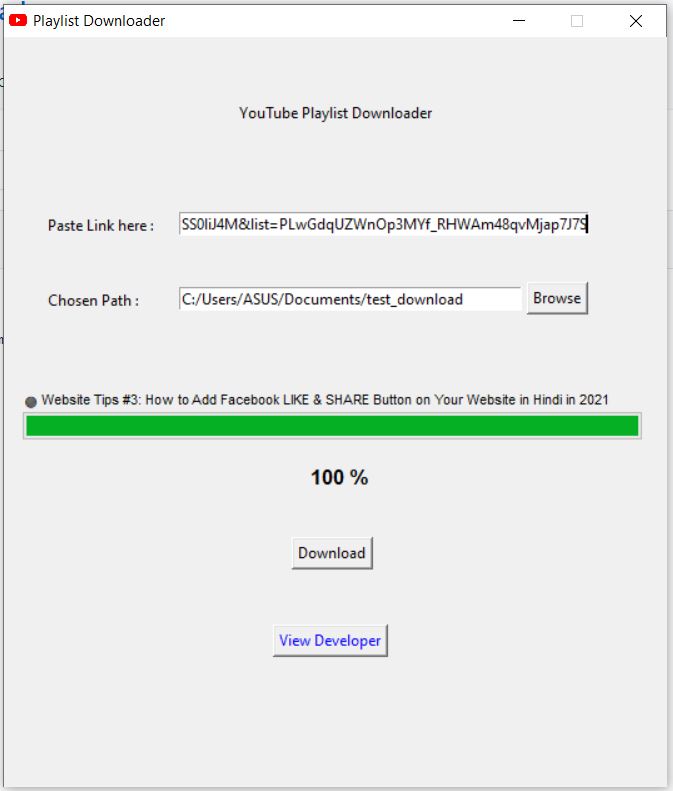 Playlist Downloader
YouTube Playlist Downloader
Paste Link here : SS0liJ4M&list=PLwGdqUZWnOp3MYf_RHWAm48qvMjap7J7S
Chosen Path : C:/Users/ASUS/Documents/test_download Browse
Website Tips #3: How to Add Facebook LIKE & SHARE Button on Your Website in Hindi in 2021
100 %
Download
View Developer